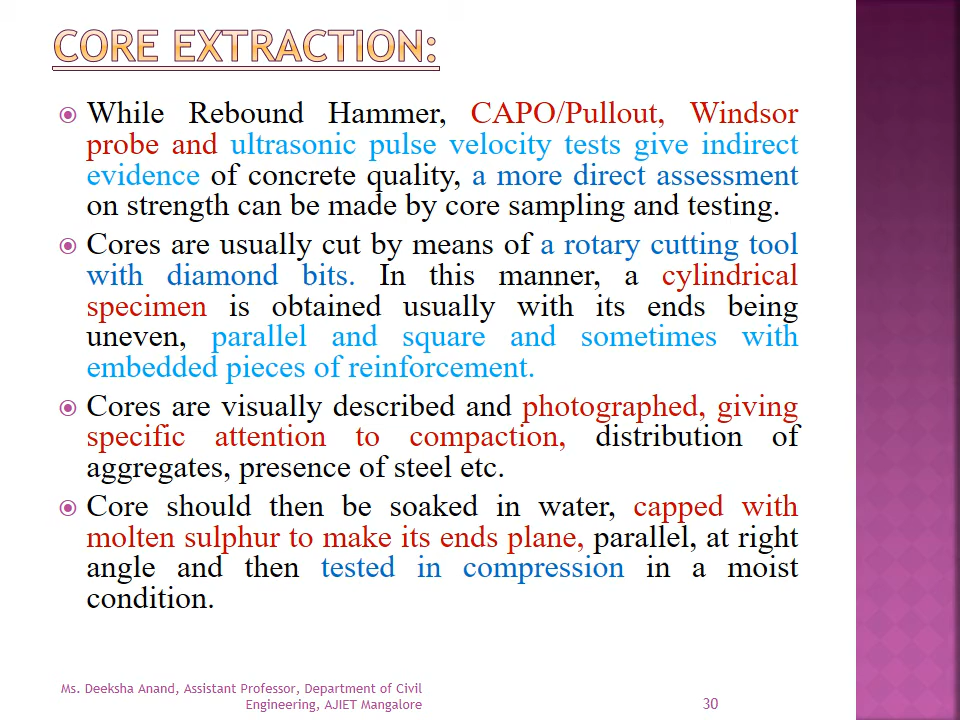 CORE EXTRACTION:
While Rebound Hammer, CAPO/Pullout, Windsor
probe and ultrasonic pulse velocity tests give indirect
evidence of concrete quality, a more direct assessment
on strength can be made by core sampling and testing.
Cores are usually cut by means of a rotary cutting tool
with diamond bits. In this manner, a cylindrical
specimen is obtained usually with its ends being
uneven, parallel and square and sometimes with
embedded pieces of reinforcement.
Cores are visually described and photographed, giving
specific attention to compaction, distribution of
aggregates, presence of steel etc.
Core should then be soaked in water, capped with
molten sulphur to make its ends plane, parallel, at right
angle and then tested in compression in a moist
condition.
Ms. Deeksha Anand, Assistant Professor, Department of Civil
Engineering, AJIET Mangalore
30